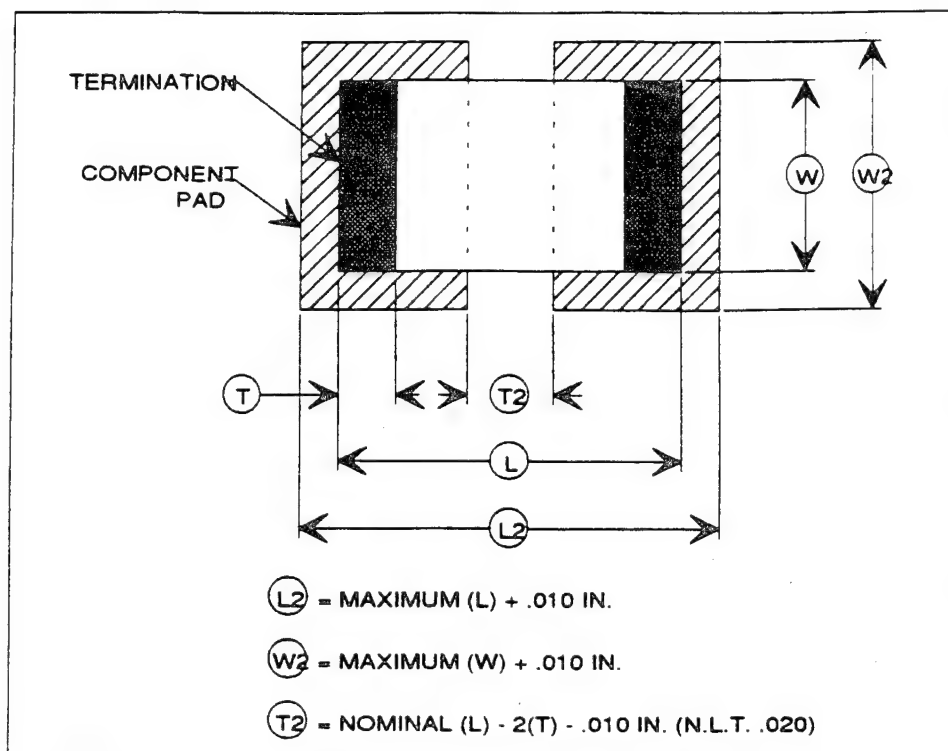 TERMINATION
COMPONENT
PAD
W
W2
T
T2
L
L2
L2 = MAXIMUM (L) + .010 IN.
W2 = MAXIMUM (W) + .010 IN.
T2 = NOMINAL (L) - 2(T) - .010 IN. (N.L.T. .020)